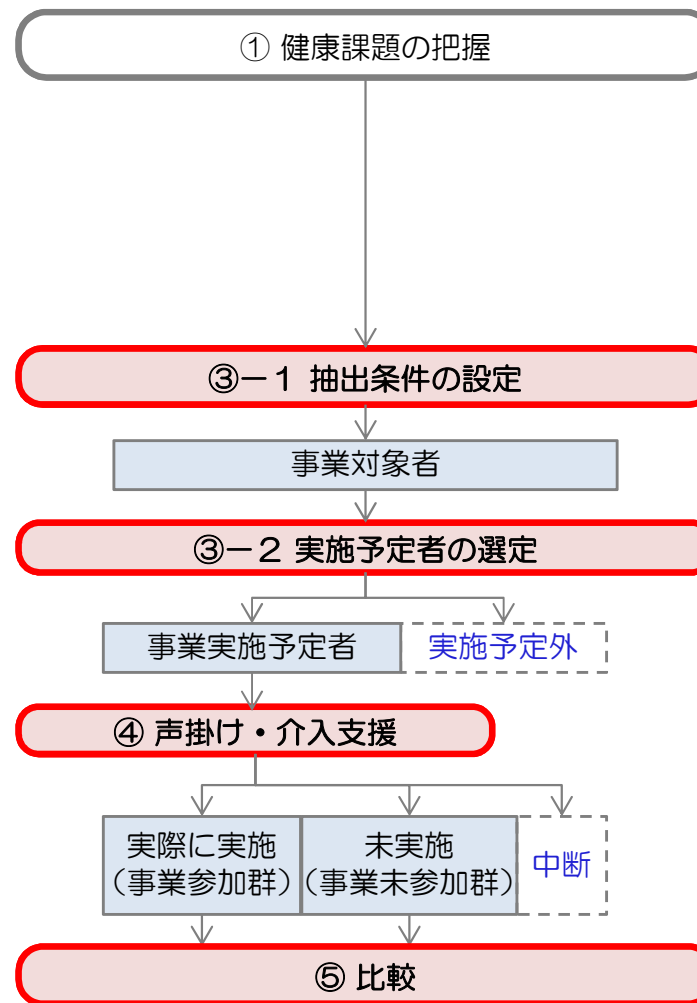 ① 健康課題の把握
③－１ 抽出条件の設定
事業対象者
③－２ 実施予定者の選定
事業実施予定者
実施予定外
④ 声掛け・介入支援
実際に実施
（事業参加群）
未実施
（事業未参加群）
中断
⑤ 比較